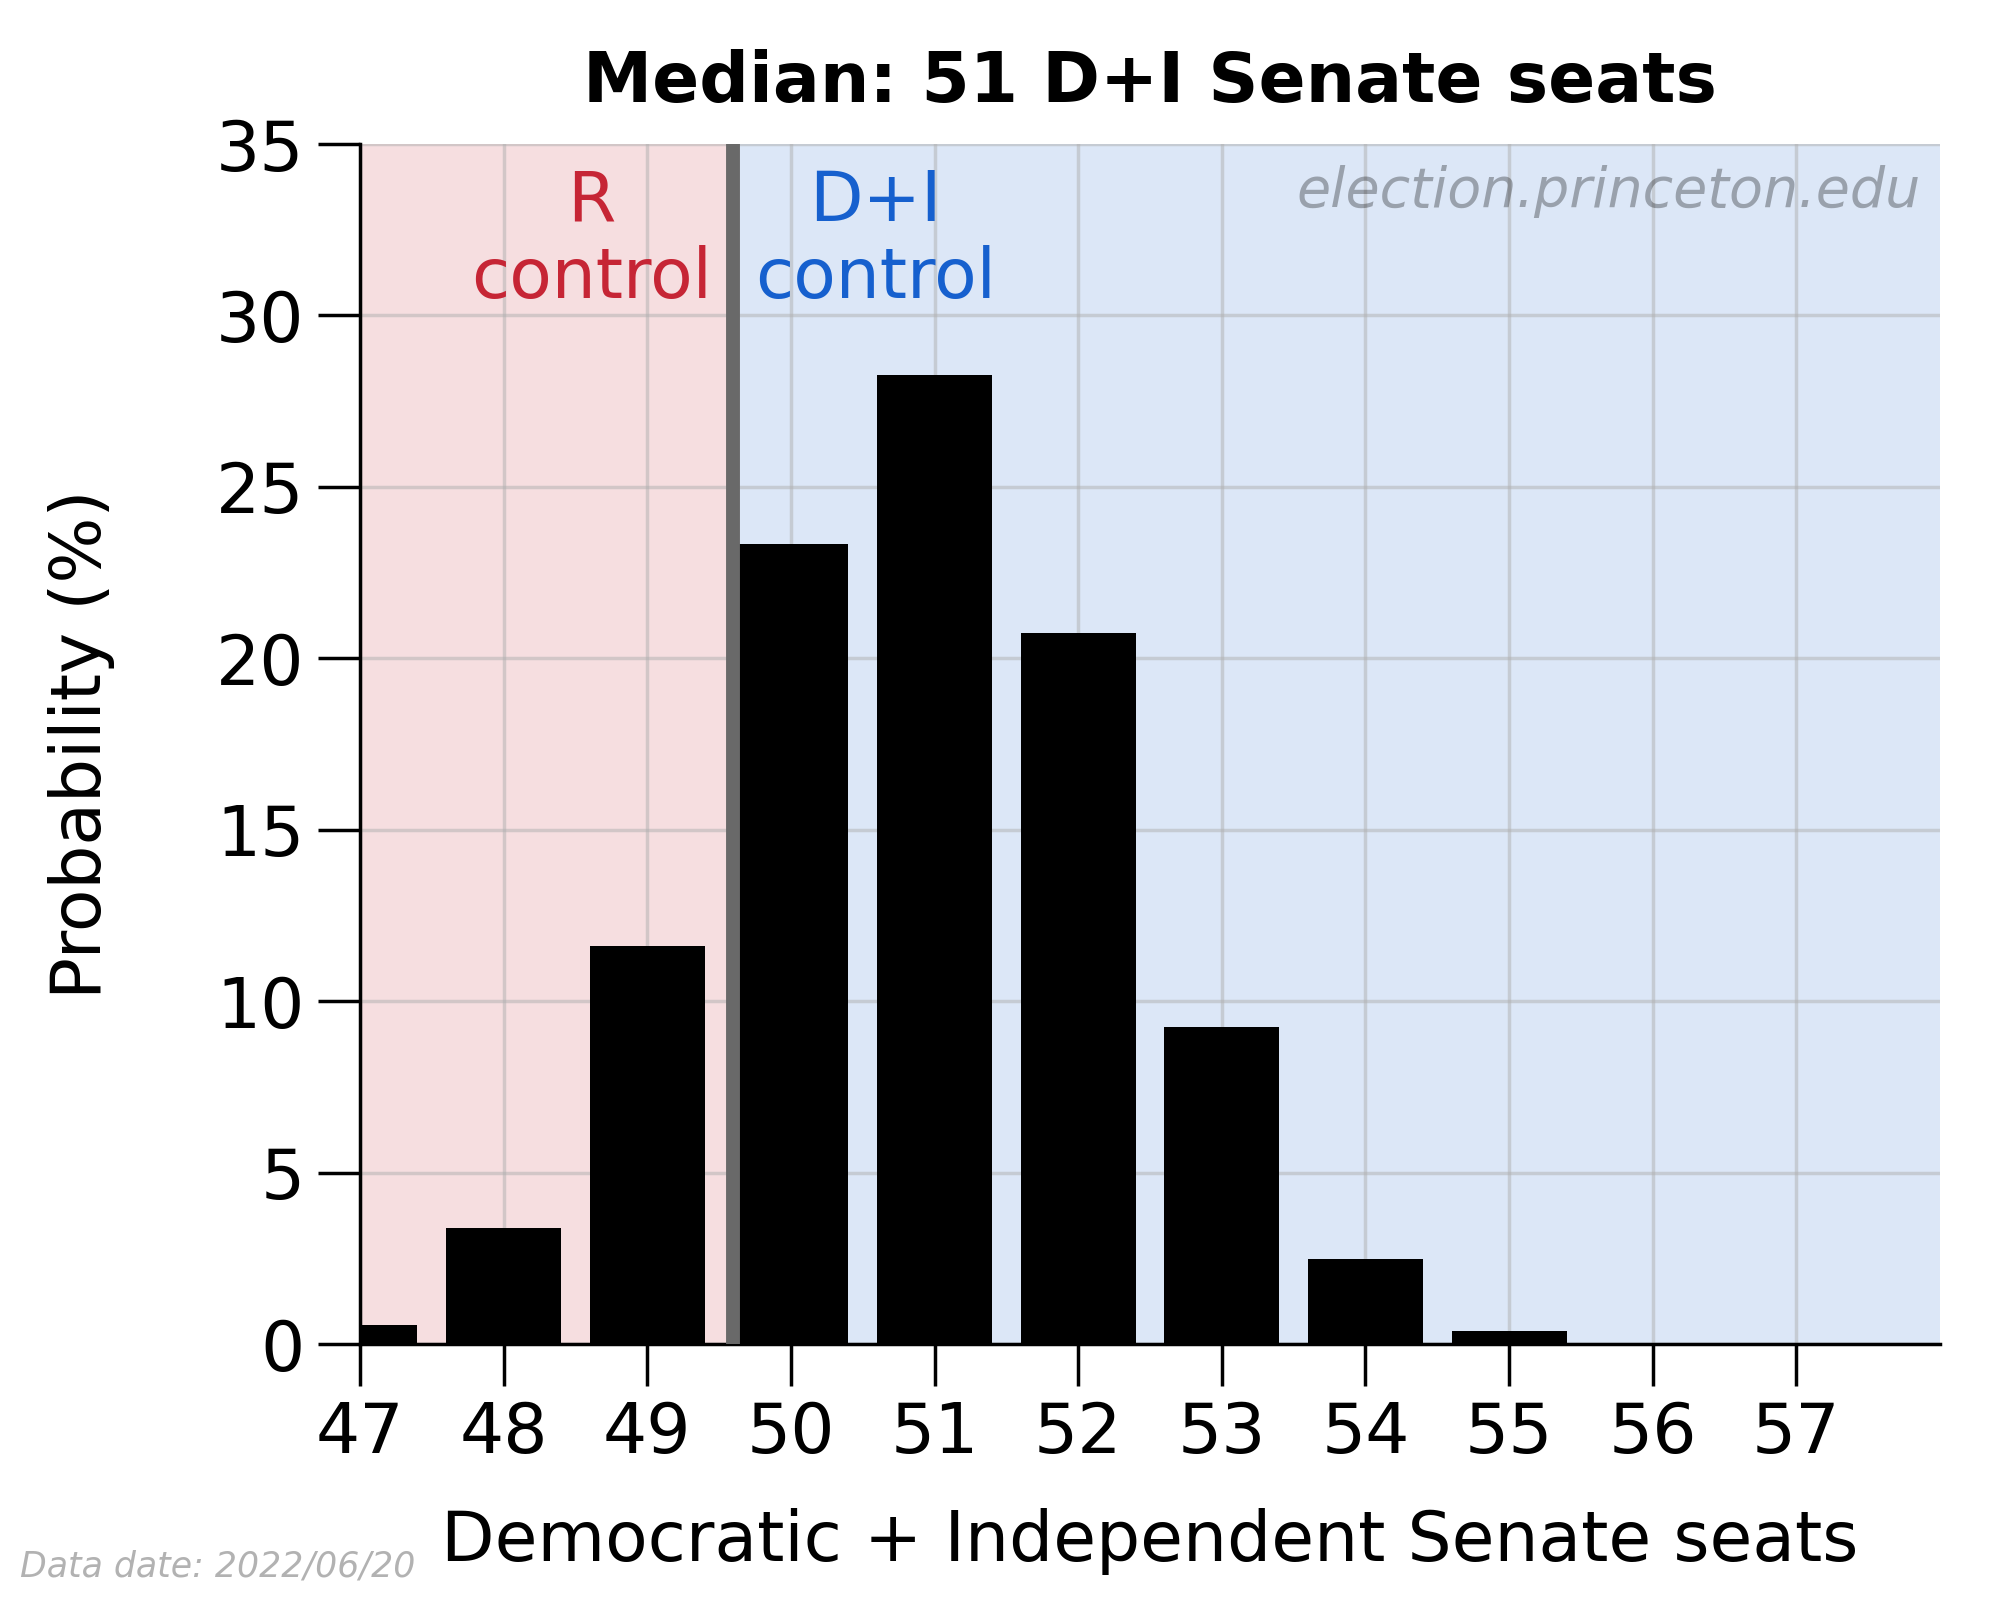 Median: 51 D+I Senate seats
R
control
D+I
control
election.princeton.edu
Probability (%)
35
30
25
20
15
10
5
0
47 48 49 50 51 52 53 54 55 56 57
Democratic + Independent Senate seats
Data date: 2022/06/20